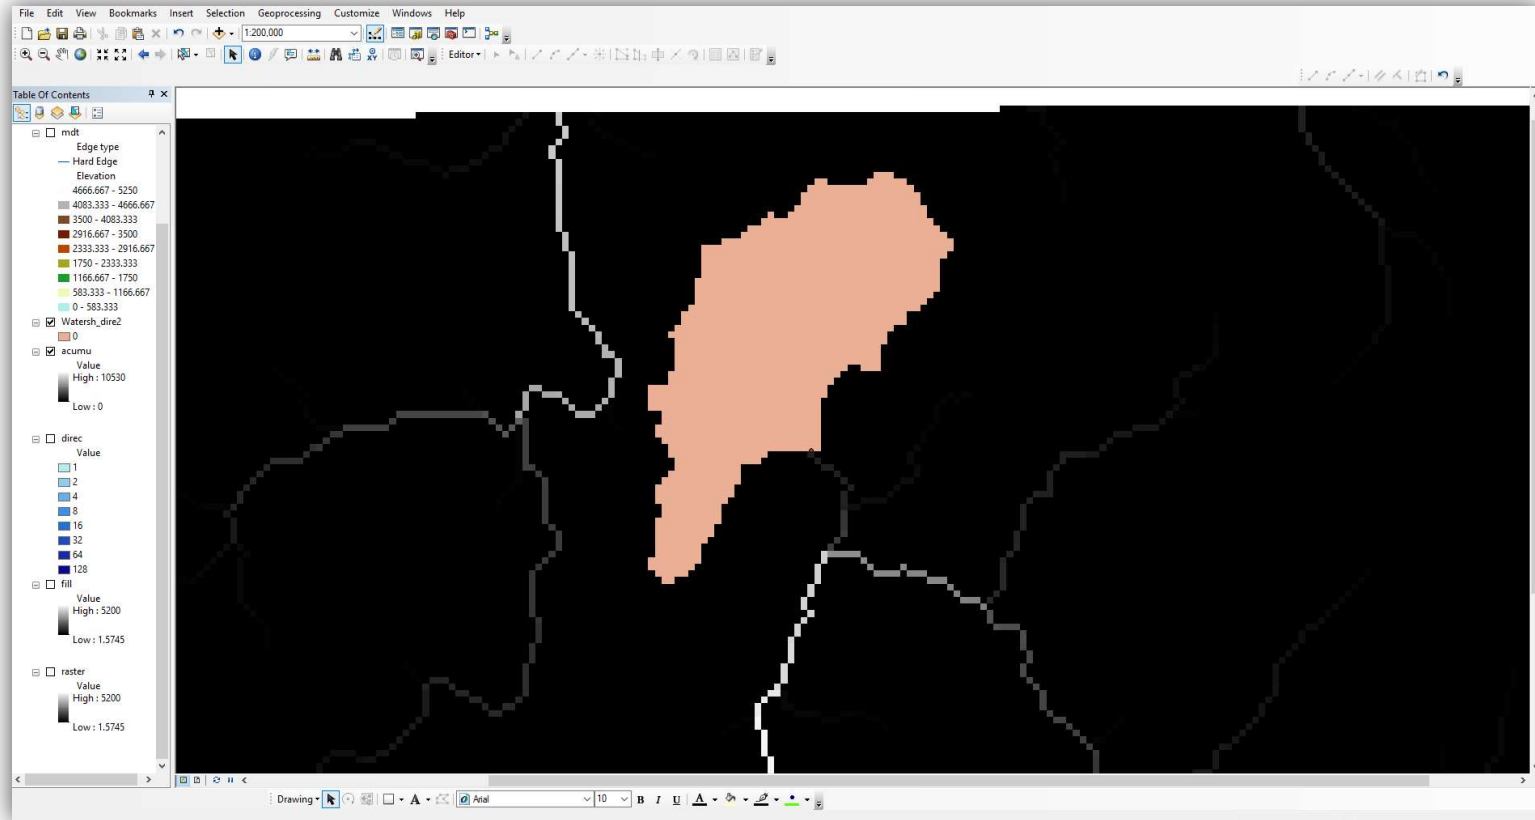 File Edit View Bookmarks Insert Selection Geoprocessing Customize Windows Help
1:200,000
Editor
Table Of Contents
mdt
Edge type
Hard Edge
Elevation
4666.667 - 5250
4083.333 - 4666.667
3500 - 4083.333
2916.667 - 3500
2333.333 - 2916.667
1750 - 2333.333
1166.667 - 1750
583.333 - 1166.667
0 - 583.333
Watersh_dire2
0
acumu
Value
High : 10530
Low : 0
direc
Value
1
2
4
8
16
32
64
128
fill
Value
High : 5200
Low : 1.5745
raster
Value
High : 5200
Low : 1.5745
Drawing A Arial 10 B I U A